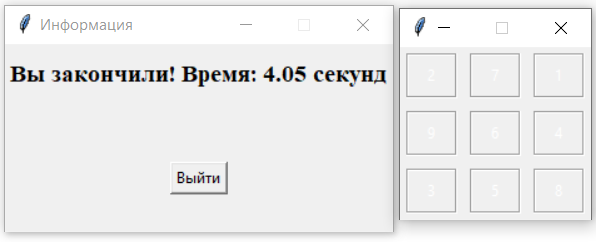 Информация
Вы закончили! Время: 4.05 секунд
Выйти
2 7 1
9 6 4
3 5 8